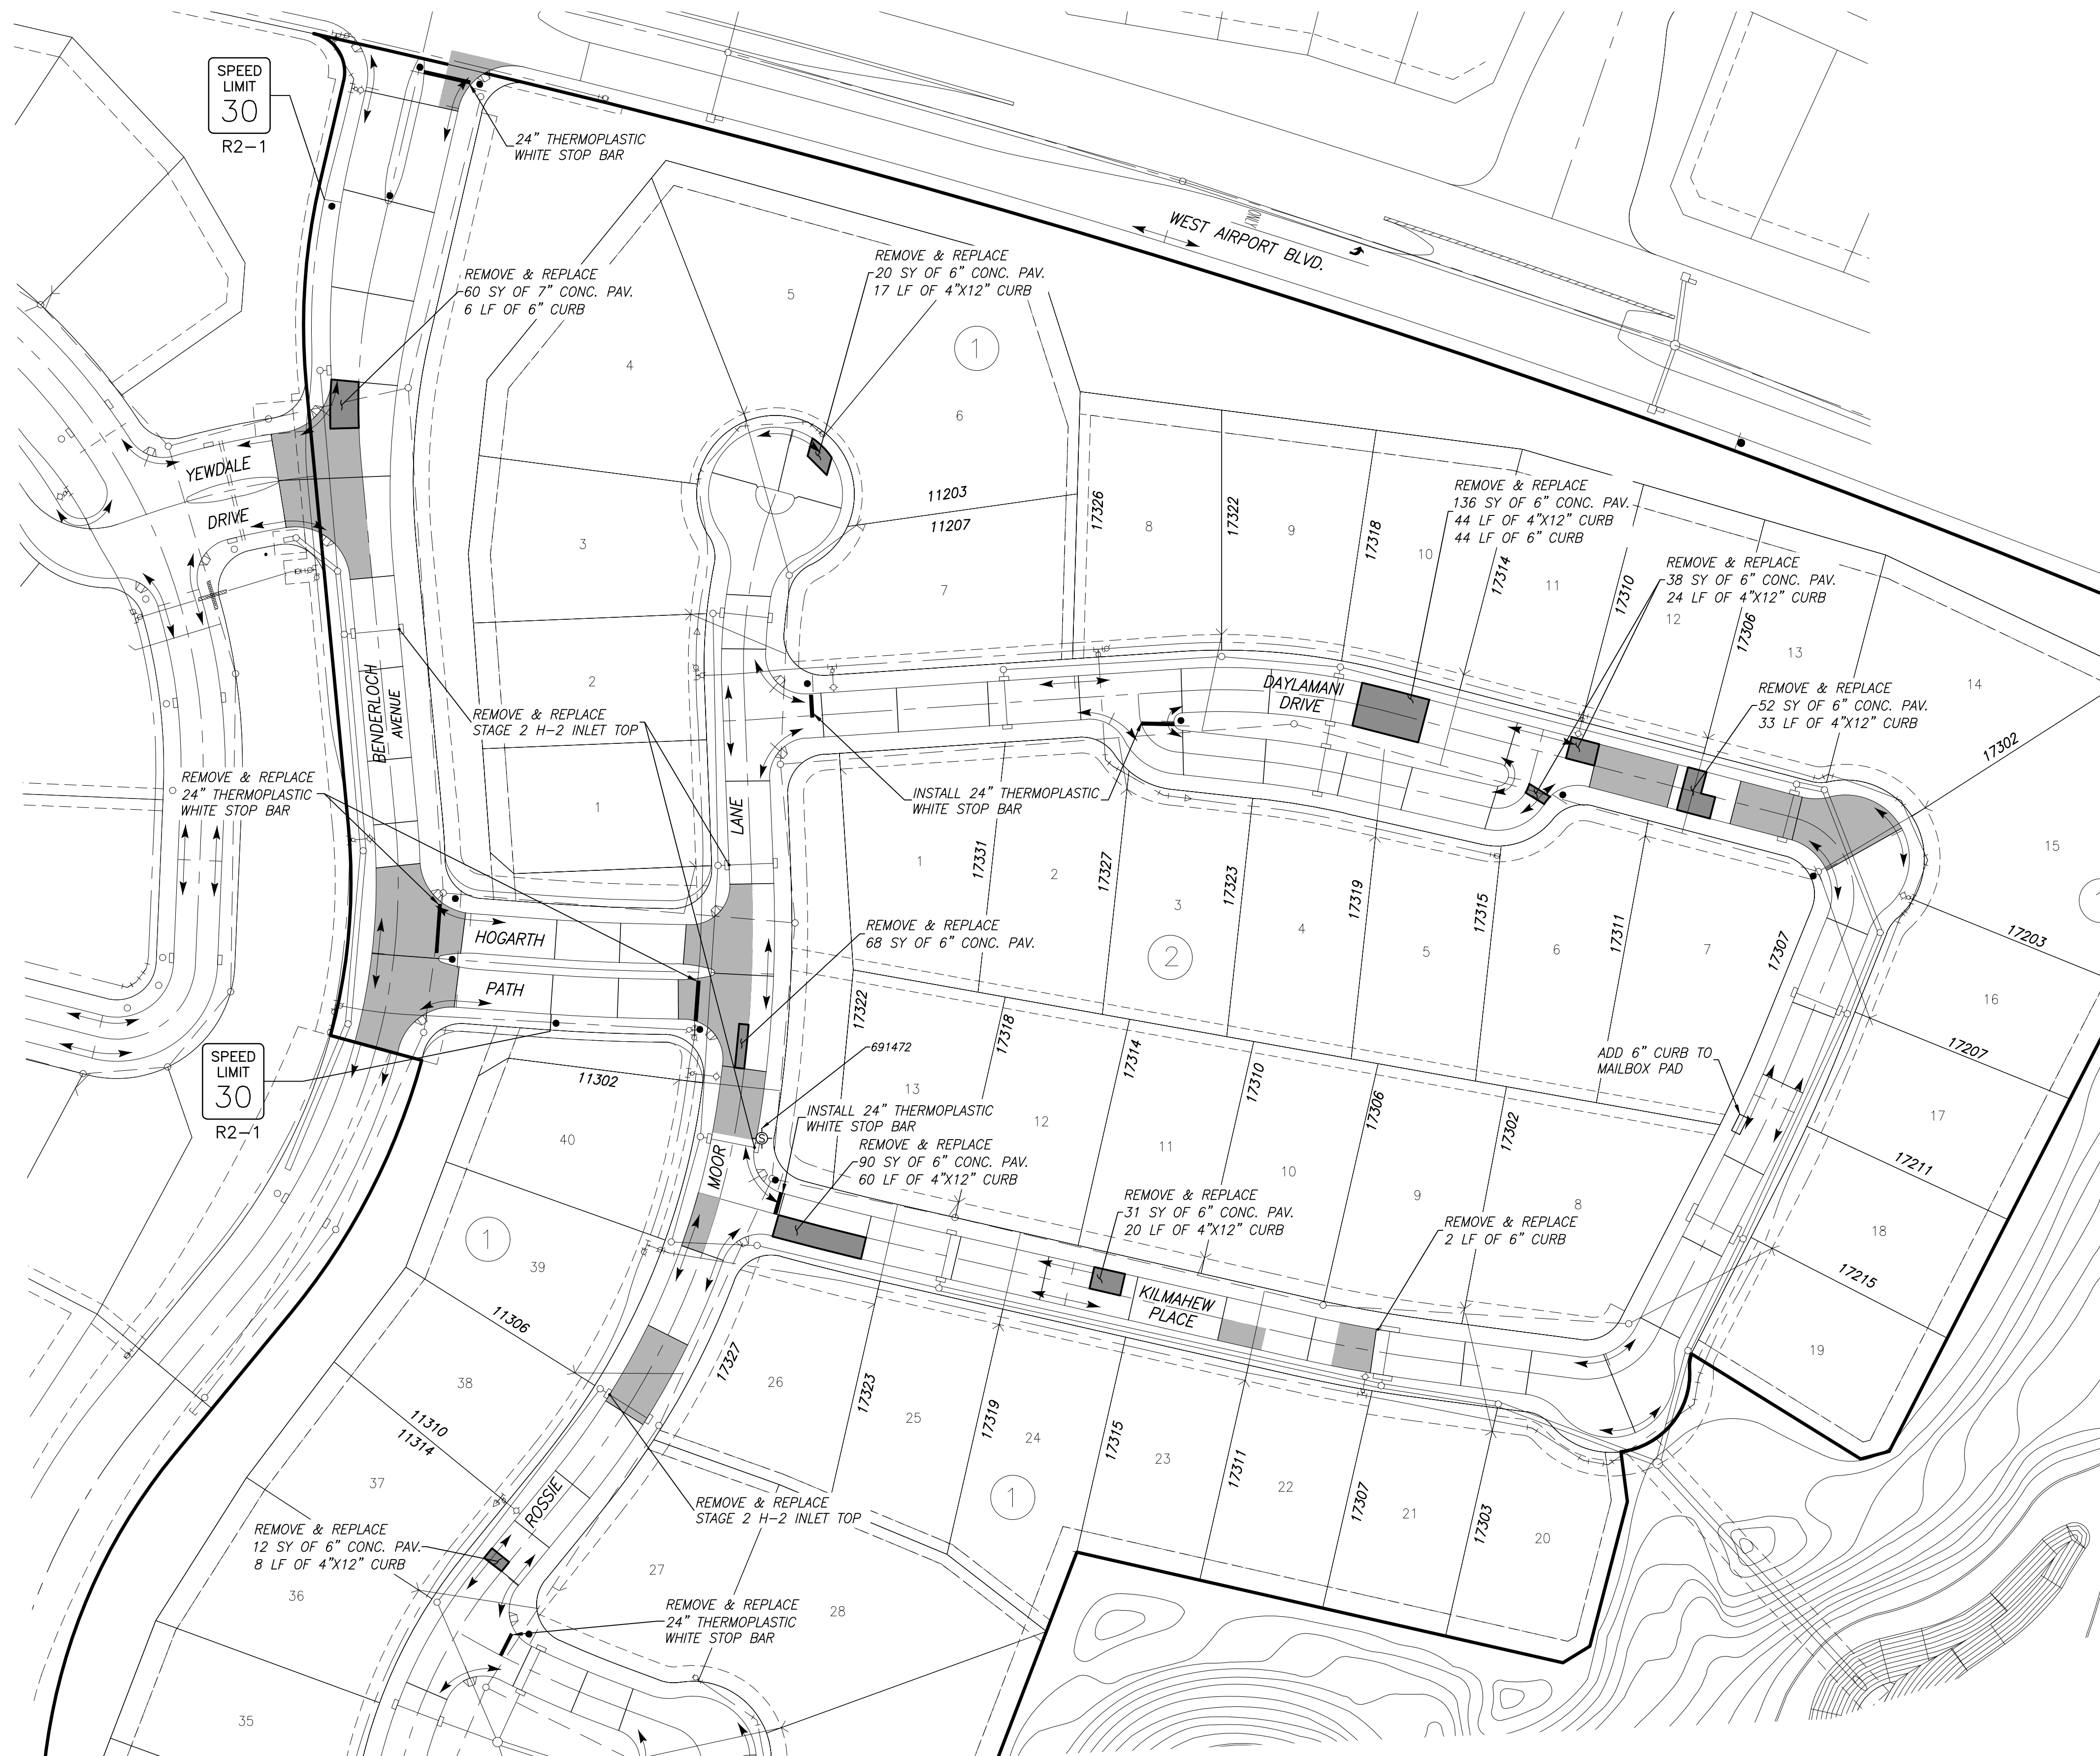 SPEED
LIMIT
30
R2-1
24" THERMOPLASTIC
WHITE STOP BAR
WEST AIRPORT BLVD.
ONLY
REMOVE & REPLACE
60 SY OF 7" CONC. PAV.
6 LF OF 6" CURB
REMOVE & REPLACE
20 SY OF 6" CONC. PAV.
17 LF OF 4"X12" CURB
5
1
4
6
YEWDALE
DRIVE
11203
11207
3
7
17326
8
17322
9
17318
10
REMOVE & REPLACE
136 SY OF 6" CONC. PAV.
44 LF OF 4"X12" CURB
44 LF OF 6" CURB
17314
11
17310
12
REMOVE & REPLACE
38 SY OF 6" CONC. PAV.
24 LF OF 4"X12" CURB
17306
13
14
REMOVE & REPLACE
52 SY OF 6" CONC. PAV.
33 LF OF 4"X12" CURB
17302
2
BENDERLOCH
AVENUE
REMOVE & REPLACE
STAGE 2 H-2 INLET TOP
DAYLAMANI
DRIVE
REMOVE & REPLACE
24" THERMOPLASTIC
WHITE STOP BAR
1
LANE
INSTALL 24" THERMOPLASTIC
WHITE STOP BAR
1
17331
2
17327
3
17323
4
17319
5
17315
6
17311
7
17307
15
HOGARTH
PATH
REMOVE & REPLACE
68 SY OF 6" CONC. PAV.
2
17203
16
17207
17322
17318
17314
17310
17306
17302
691472
ADD 6" CURB TO
MAILBOX PAD
SPEED
LIMIT
30
R2-1
11302
13
12
11
10
9
8
17
17211
18
17215
19
40
INSTALL 24" THERMOPLASTIC
WHITE STOP BAR
REMOVE & REPLACE
90 SY OF 6" CONC. PAV.
60 LF OF 4"X12" CURB
MOOR
REMOVE & REPLACE
31 SY OF 6" CONC. PAV.
20 LF OF 4"X12" CURB
REMOVE & REPLACE
2 LF OF 6" CURB
1
39
KILMAHEW
PLACE
11306
38
17327
26
17323
25
17319
24
17315
23
17311
22
17307
21
17303
20
11310
11314
37
1
ROSSIE
REMOVE & REPLACE
STAGE 2 H-2 INLET TOP
REMOVE & REPLACE
12 SY OF 6" CONC. PAV.
8 LF OF 4"X12" CURB
36
27
28
REMOVE & REPLACE
24" THERMOPLASTIC
WHITE STOP BAR
35